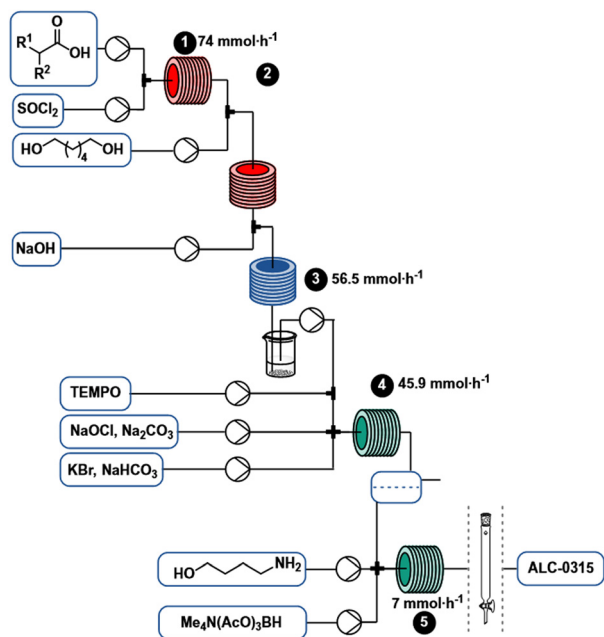 1 74 mmol·h⁻¹
O
R¹ OH
R²
2
SOCl₂
HO ( )₄ OH
NaOH
3 56.5 mmol·h⁻¹
TEMPO
4 45.9 mmol·h⁻¹
NaOCl, Na₂CO₃
KBr, NaHCO₃
HO NH₂
ALC-0315
7 mmol·h⁻¹
Me₄N(AcO)₃BH
5